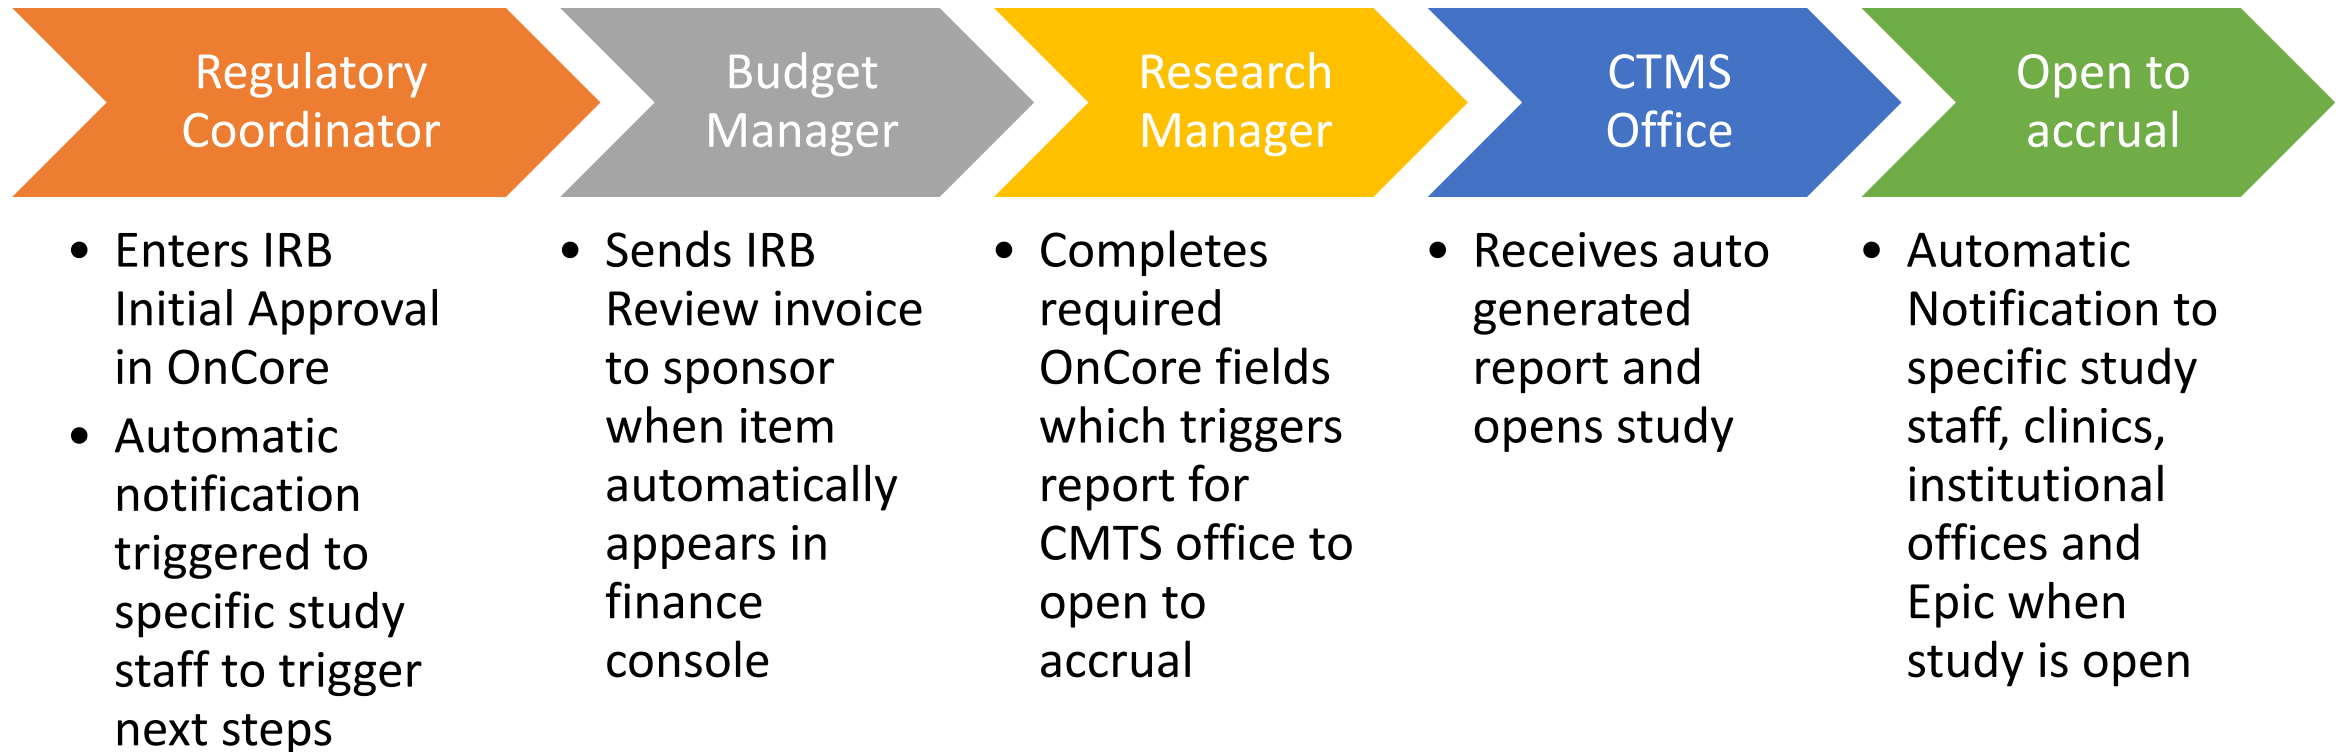 Regulatory
Coordinator
Budget
Manager
Research
Manager
CTMS
Office
Open to
accrual
• Enters IRB
Initial Approval
in OnCore
• Automatic
notification
triggered to
specific study
staff to trigger
next steps
• Sends IRB
Review invoice
to sponsor
when item
automatically
appears in
finance
console
• Completes
required
OnCore fields
which triggers
report for
CMTS office to
open to
accrual
• Receives auto
generated
report and
opens study
• Automatic
Notification to
specific study
staff, clinics,
institutional
offices and
Epic when
study is open